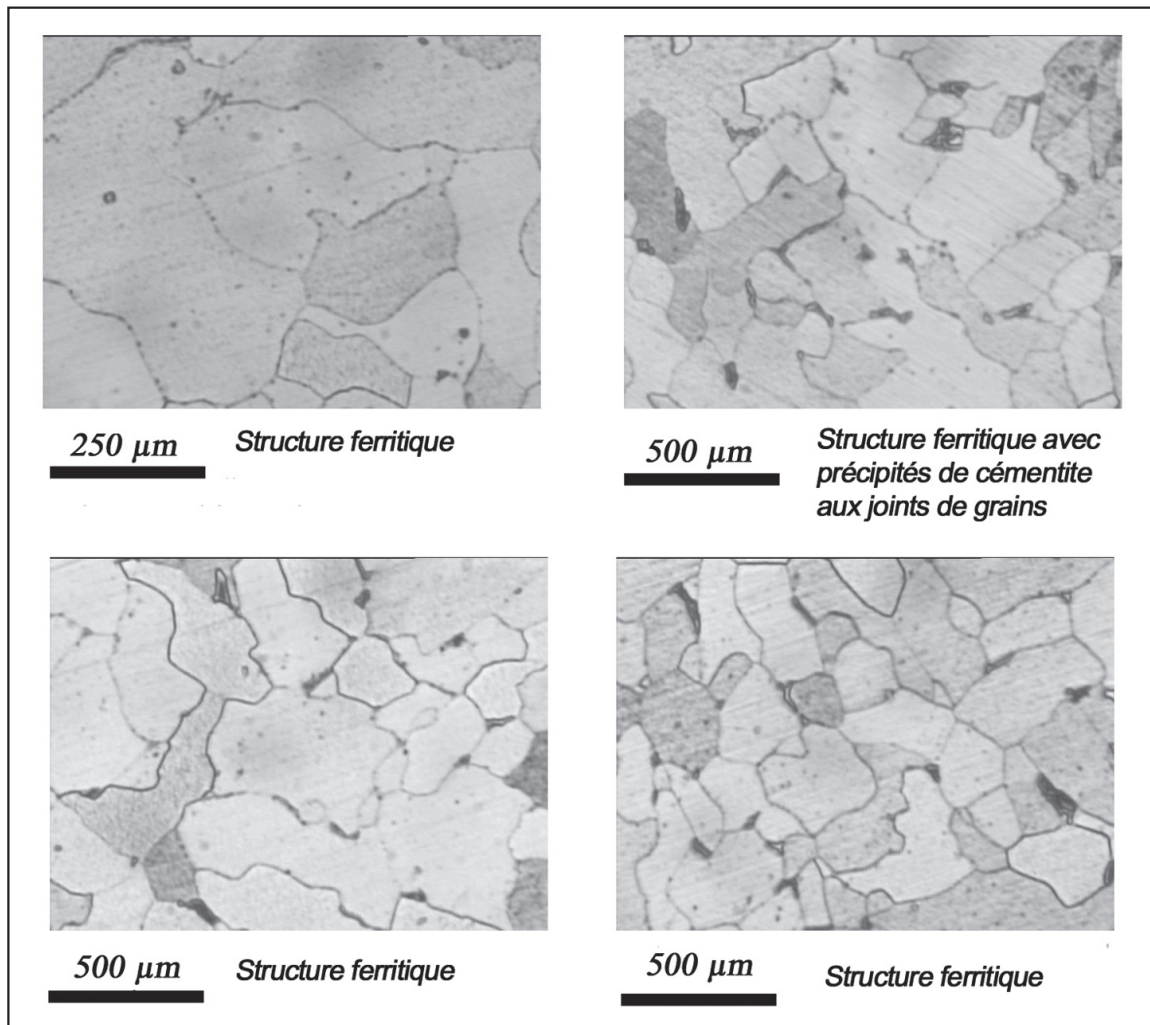 250 µm
Structure ferritique
500 µm
Structure ferritique avec
précipités de cémentite
aux joints de grains
500 µm
Structure ferritique
500 µm
Structure ferritique